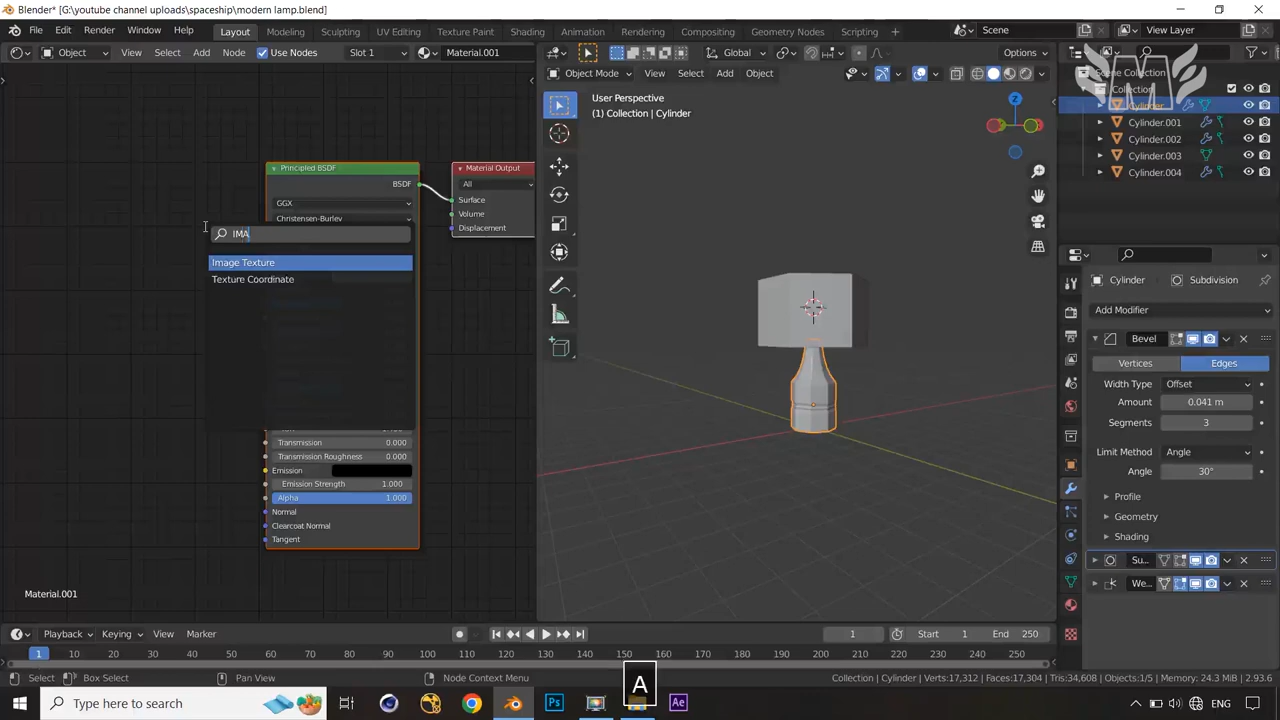 Blender* [G:\youtube channel uploads\spaceship\modern lamp.blend]
File Edit Render Window Help Layout Modeling Sculpting UV Editing Texture Paint Shading Animation Rendering Compositing Geometry Nodes Scripting Scene View Layer
Object View Select Add Node Use Nodes Slot 1 Material.001 Global Options
Object Mode View Select Add Object
User Perspective
(1) Collection | Cylinder
Scene Collection
Collection
Cylinder
Cylinder.001
Cylinder.002
Cylinder.003
Cylinder.004
Principled BSDF
BSDF
GGX
Christensen-Burley
Material Output
All
Surface
Volume
Displacement
IMA
Image Texture
Texture Coordinate
Transmission 0.000
Transmission Roughness 0.000
Emission
Emission Strength 1.000
Alpha 1.000
Normal
Clearcoat Normal
Tangent
Material.001
Z
Cylinder Subdivision
Add Modifier
Bevel
Vertices Edges
Width Type Offset
Amount 0.041 m
Segments 3
Limit Method Angle
Angle 30°
Profile
Geometry
Shading
Su...
We...
Playback Keying View Marker 1 Start 1 End 250
1 10 20 30 40 50 60 70 80 90 100 110 120 130 140 150 160 170 180 190 200 210 220 230 240 250
Select Box Select Pan View Node Context Menu Collection | Cylinder | Verts:17,312 | Faces:17,304 | Tris:34,608 | Objects:1/5 | Memory: 24.3 MiB | 2.93.6
A
Type here to search Ps Ae ENG